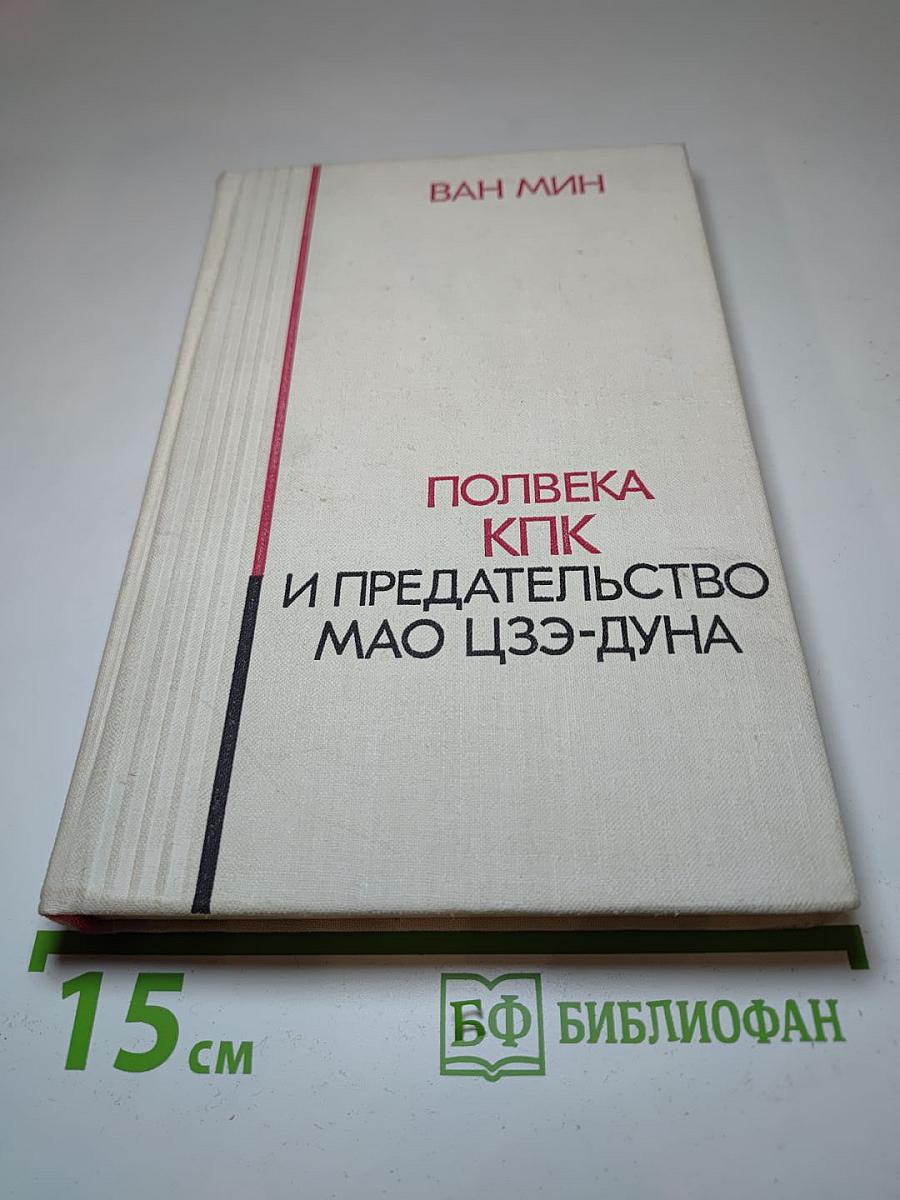 ВАН МИН
ПОЛВЕКА
КПК
И ПРЕДАТЕЛЬСТВО
МАО ЦЗЭ-ДУНА
15 см
БФ БИБЛИОФАН